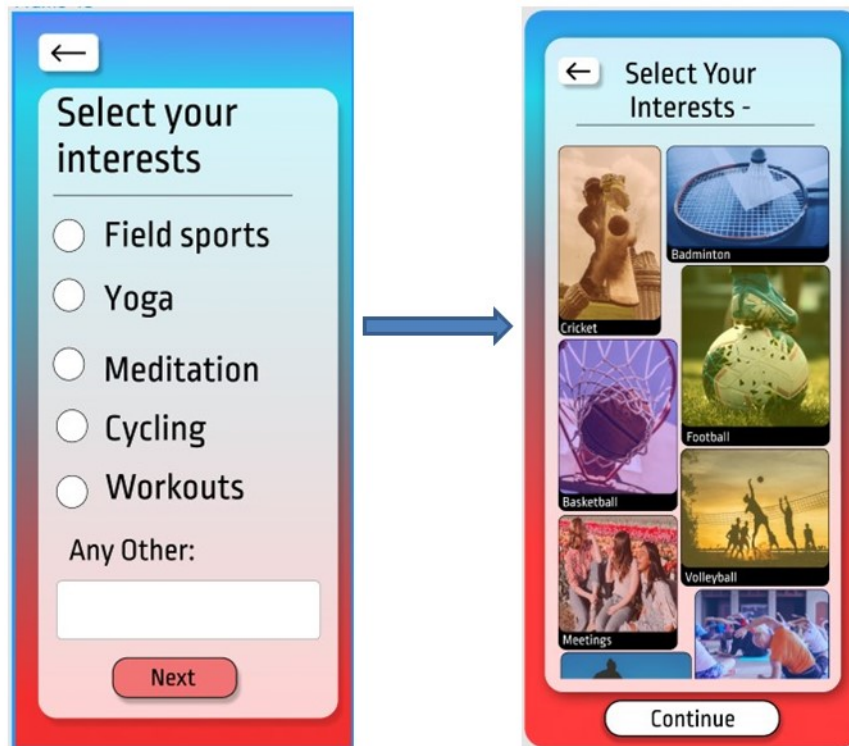 Select your
interests
Field sports
Yoga
Meditation
Cycling
Workouts
Any Other:
Next
Select Your
Interests -
Cricket
Badminton
Football
Basketball
Volleyball
Meetings
Continue